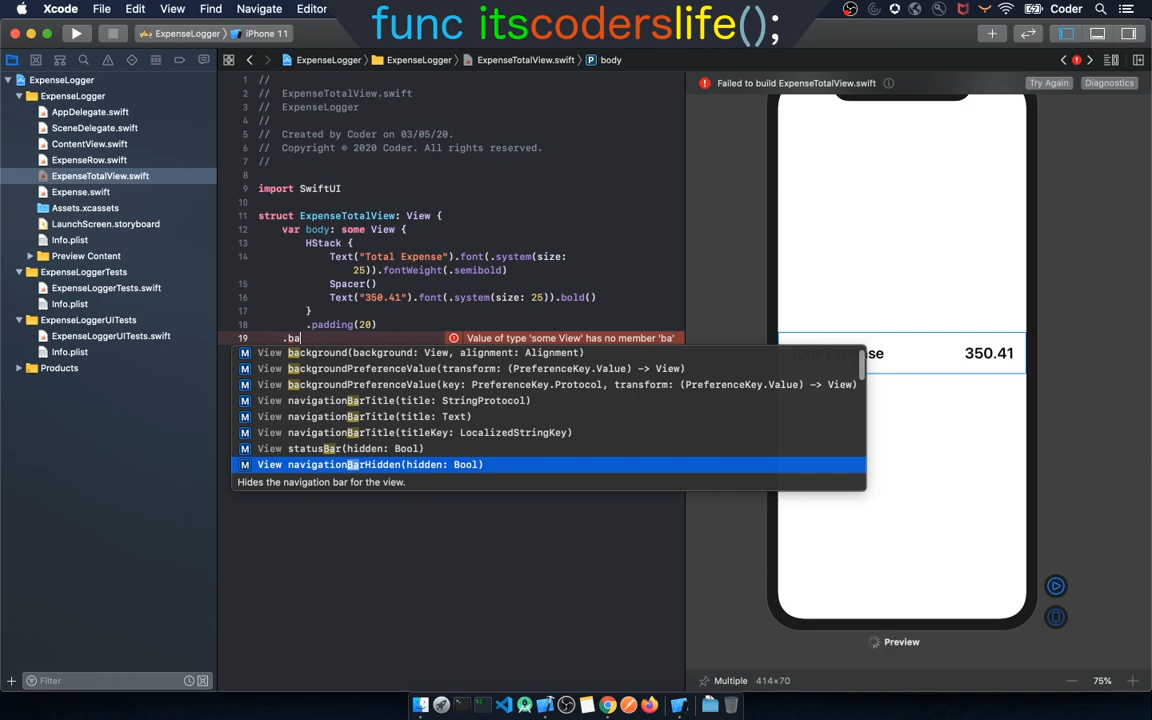 Xcode File Edit View Find Navigate Editor
func itscoderslife();
Coder
ExpenseLogger
iPhone 11
ExpenseLogger
ExpenseLogger
AppDelegate.swift
SceneDelegate.swift
ContentView.swift
ExpenseRow.swift
ExpenseTotalView.swift
Expense.swift
Assets.xcassets
LaunchScreen.storyboard
Info.plist
Preview Content
ExpenseLoggerTests
ExpenseLoggerTests.swift
Info.plist
ExpenseLoggerUITests
ExpenseLoggerUITests.swift
Info.plist
Products
Filter
ExpenseLogger ExpenseLogger ExpenseTotalView.swift P body
1 //
2 // ExpenseTotalView.swift
3 // ExpenseLogger
4 //
5 // Created by Coder on 03/05/20.
6 // Copyright © 2020 Coder. All rights reserved.
7 //
8
9 import SwiftUI
10
11 struct ExpenseTotalView: View {
12 var body: some View {
13 HStack {
14 Text("Total Expense").font(.system(size:
25)).fontWeight(.semibold)
15 Spacer()
16 Text("350.41").font(.system(size: 25)).bold()
17 }
18 .padding(20)
19 .ba
Value of type 'some View' has no member 'ba'
M View background(background: View, alignment: Alignment)
M View backgroundPreferenceValue(transform: (PreferenceKey.Value) -> View)
M View backgroundPreferenceValue(key: PreferenceKey.Protocol, transform: (PreferenceKey.Value) -> View)
M View navigationBarTitle(title: StringProtocol)
M View navigationBarTitle(title: Text)
M View navigationBarTitle(titleKey: LocalizedStringKey)
M View statusBar(hidden: Bool)
M View navigationBarHidden(hidden: Bool)
Hides the navigation bar for the view.
Failed to build ExpenseTotalView.swift
Try Again
Diagnostics
350.41
Preview
Multiple 414×70
75%